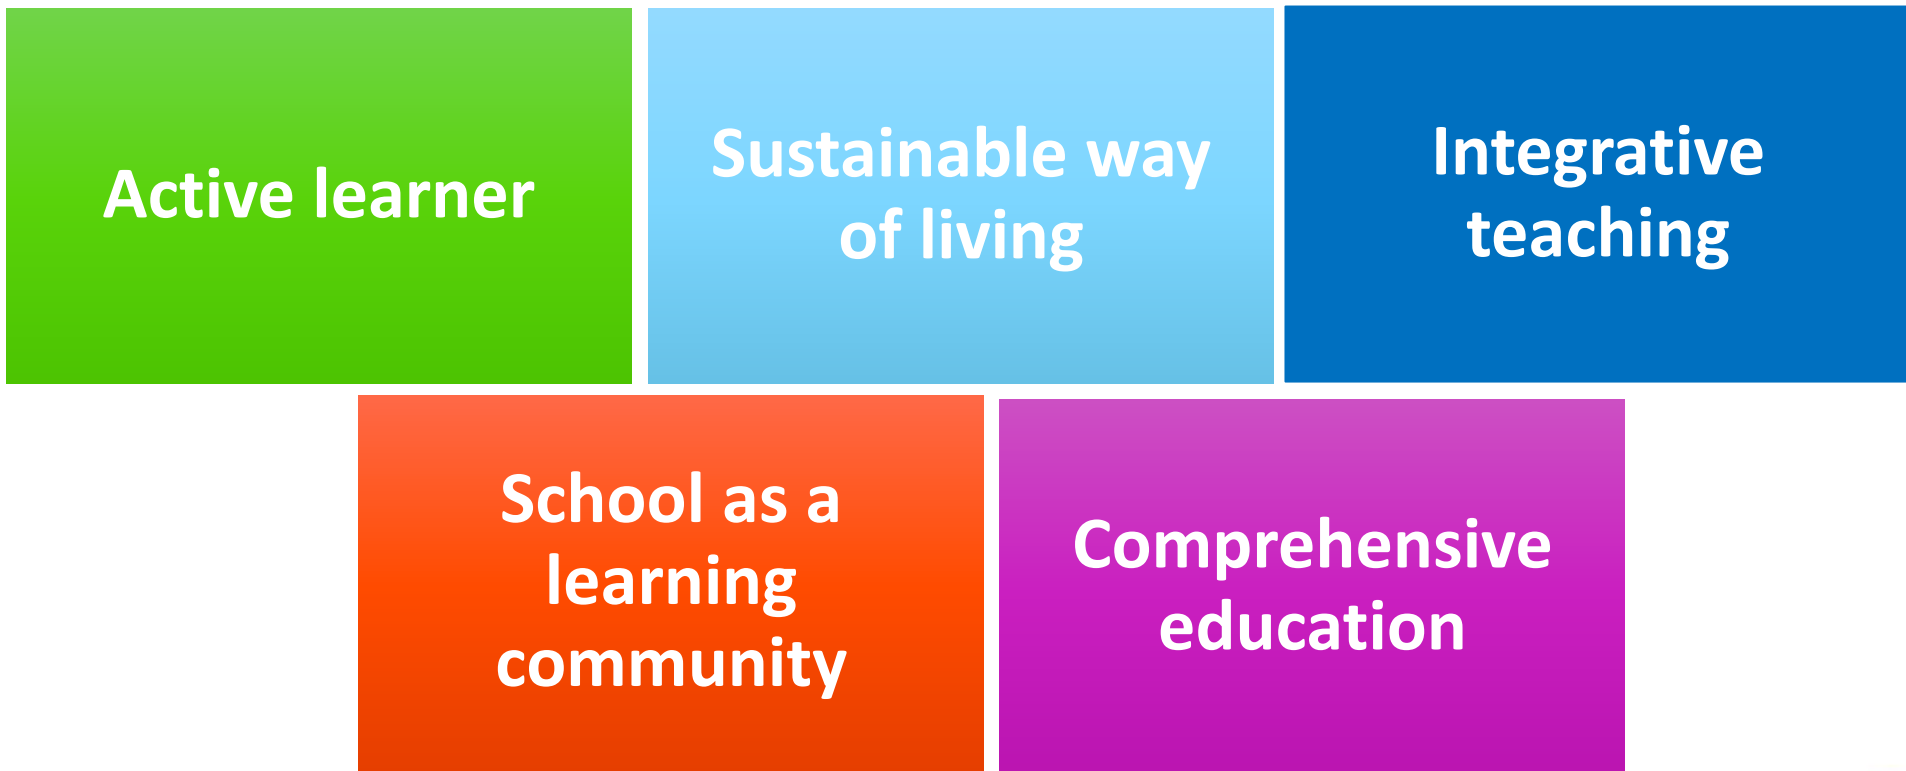 Active learner
Sustainable way
of living
Integrative
teaching
School as a
learning
community
Comprehensive
education